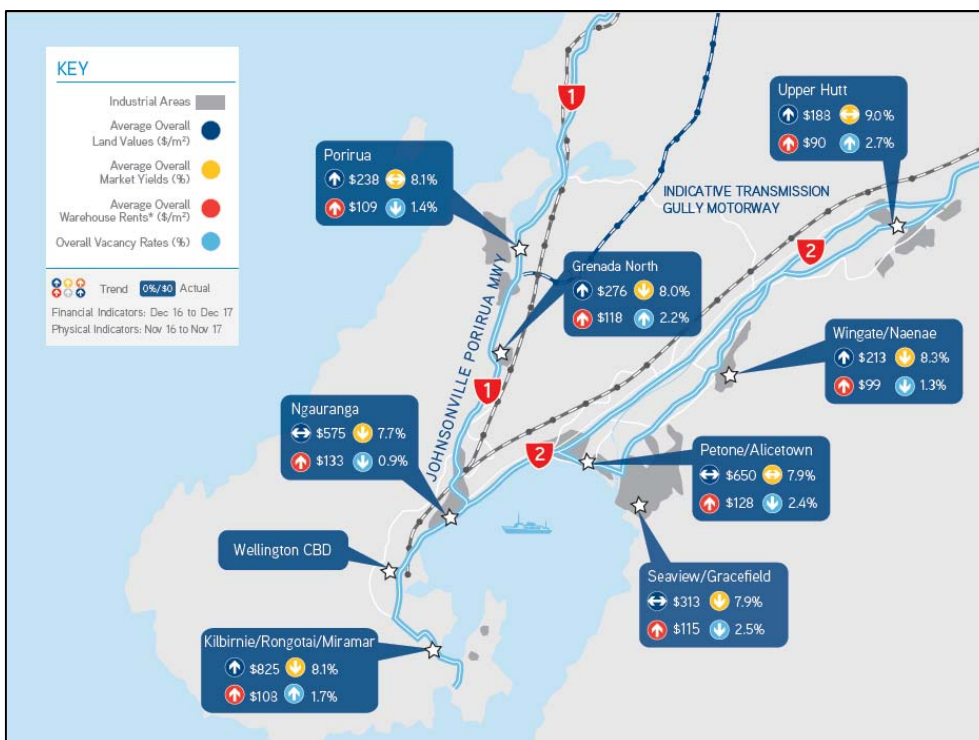 KEY
Industrial Areas
Average Overall
Land Values ($/m²)
Average Overall
Market Yields (%)
Average Overall
Warehouse Rents* ($/m²)
Overall Vacancy Rates (%)
Trend 0%/$0 Actual
Financial Indicators: Dec 16 to Dec 17
Physical Indicators: Nov 16 to Nov 17
1
Upper Hutt
$188 9.0%
$90 2.7%
Porirua
$238 8.1%
$109 1.4%
INDICATIVE TRANSMISSION
GULLY MOTORWAY
2
Grenada North
$276 8.0%
$118 2.2%
Wingate/Naenae
$213 8.3%
$99 1.3%
JOHNSONVILLE PORIRUA MWY
1
Ngauranga
$575 7.7%
$133 0.9%
2
Petone/Alicetown
$650 7.9%
$128 2.4%
Wellington CBD
Seaview/Gracefield
$313 7.9%
$115 2.5%
Kilbirnie/Rongotai/Miramar
$825 8.1%
$108 1.7%